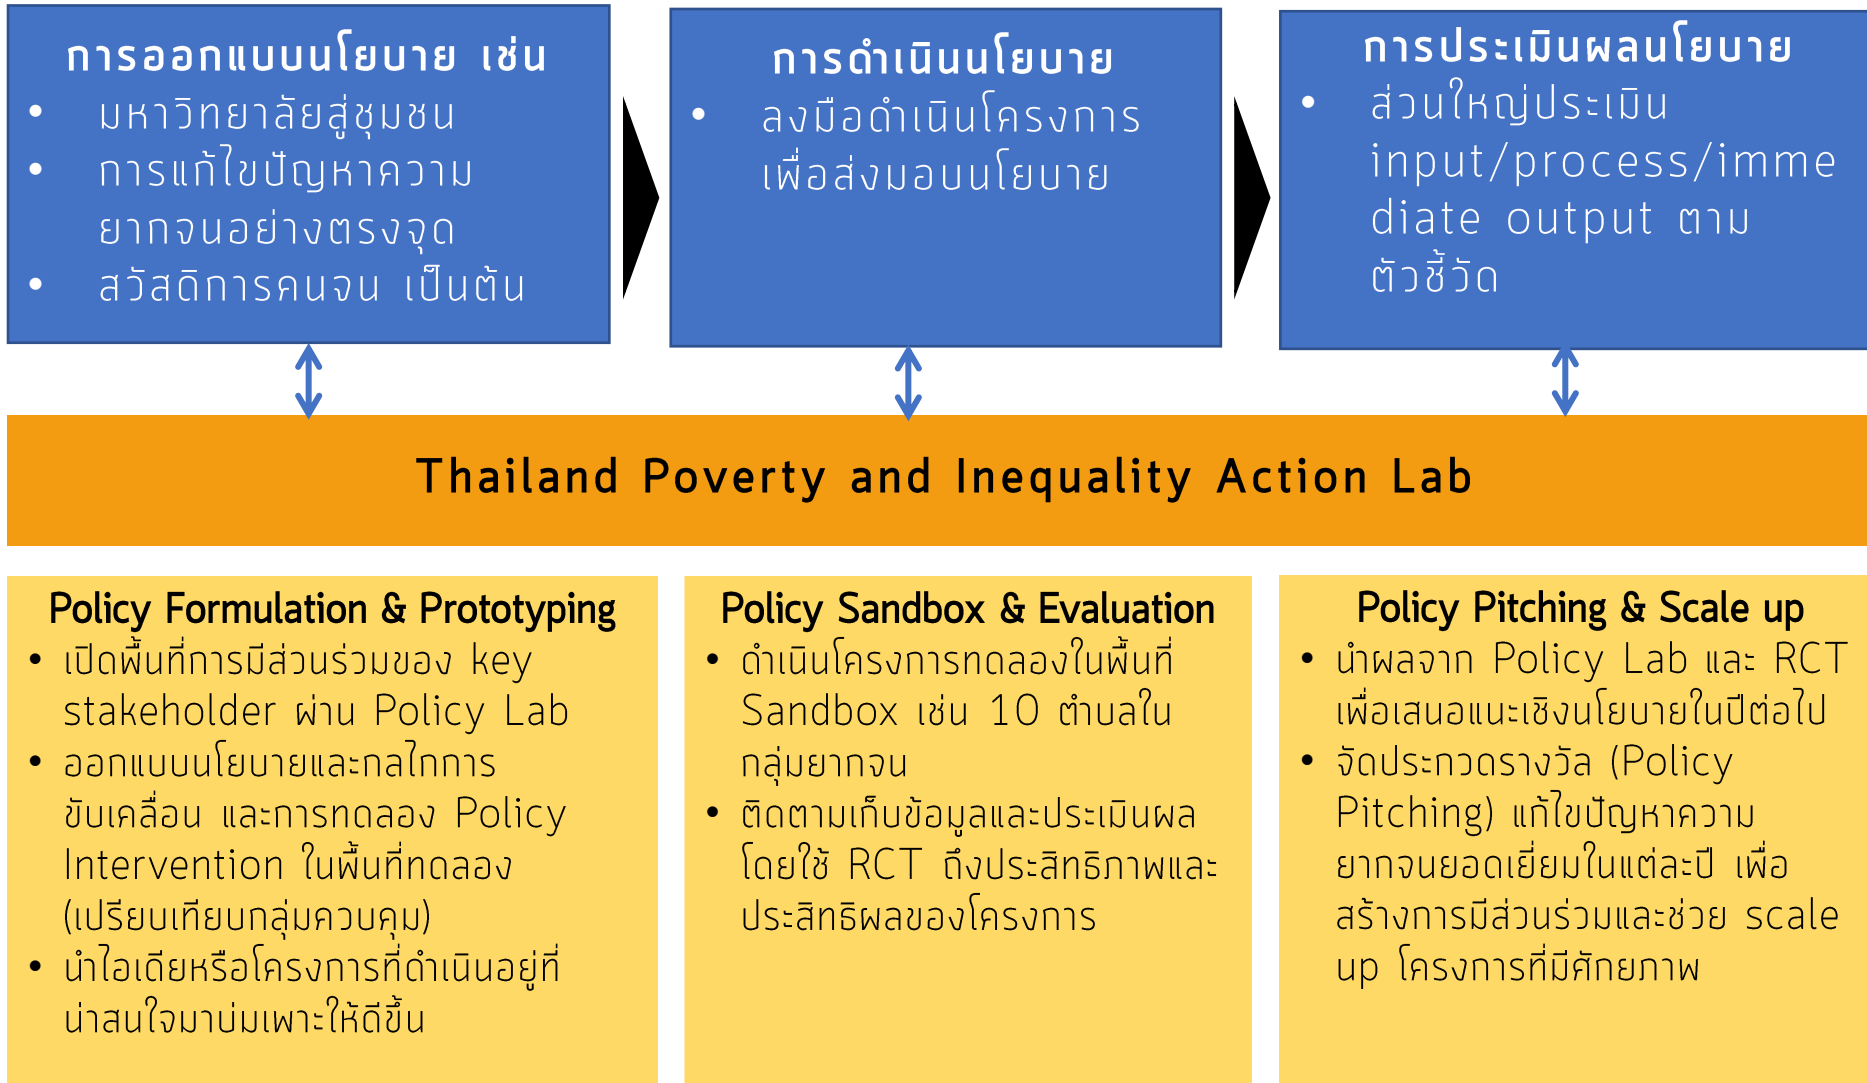 การออกแบบนโยบาย เช่น
• มหาวิทยาลัยสู่ชุมชน
• การแก้ไขปัญหาความ
ยากจนอย่างตรงจุด
• สวัสดิการคนจน เป็นต้น
การดำเนินนโยบาย
• ลงมือดำเนินโครงการ
เพื่อส่งมอบนโยบาย
การประเมินผลนโยบาย
• ส่วนใหญ่ประเมิน
input/process/imme
diate output ตาม
ตัวชี้วัด
Thailand Poverty and Inequality Action Lab
Policy Formulation & Prototyping
• เปิดพื้นที่การมีส่วนร่วมของ key
stakeholder ผ่าน Policy Lab
• ออกแบบนโยบายและกลไกการ
ขับเคลื่อน และการทดลอง Policy
Intervention ในพื้นที่ทดลอง
(เปรียบเทียบกลุ่มควบคุม)
• นำไอเดียหรือโครงการที่ดำเนินอยู่ที่
น่าสนใจมาบ่มเพาะให้ดีขึ้น
Policy Sandbox & Evaluation
• ดำเนินโครงการทดลองในพื้นที่
Sandbox เช่น 10 ตำบลใน
กลุ่มยากจน
• ติดตามเก็บข้อมูลและประเมินผล
โดยใช้ RCT ถึงประสิทธิภาพและ
ประสิทธิผลของโครงการ
Policy Pitching & Scale up
• นำผลจาก Policy Lab และ RCT
เพื่อเสนอแนะเชิงนโยบายในปีต่อไป
• จัดประกวดรางวัล (Policy
Pitching) แก้ไขปัญหาความ
ยากจนยอดเยี่ยมในแต่ละปี เพื่อ
สร้างการมีส่วนร่วมและช่วย scale
up โครงการที่มีศักยภาพ